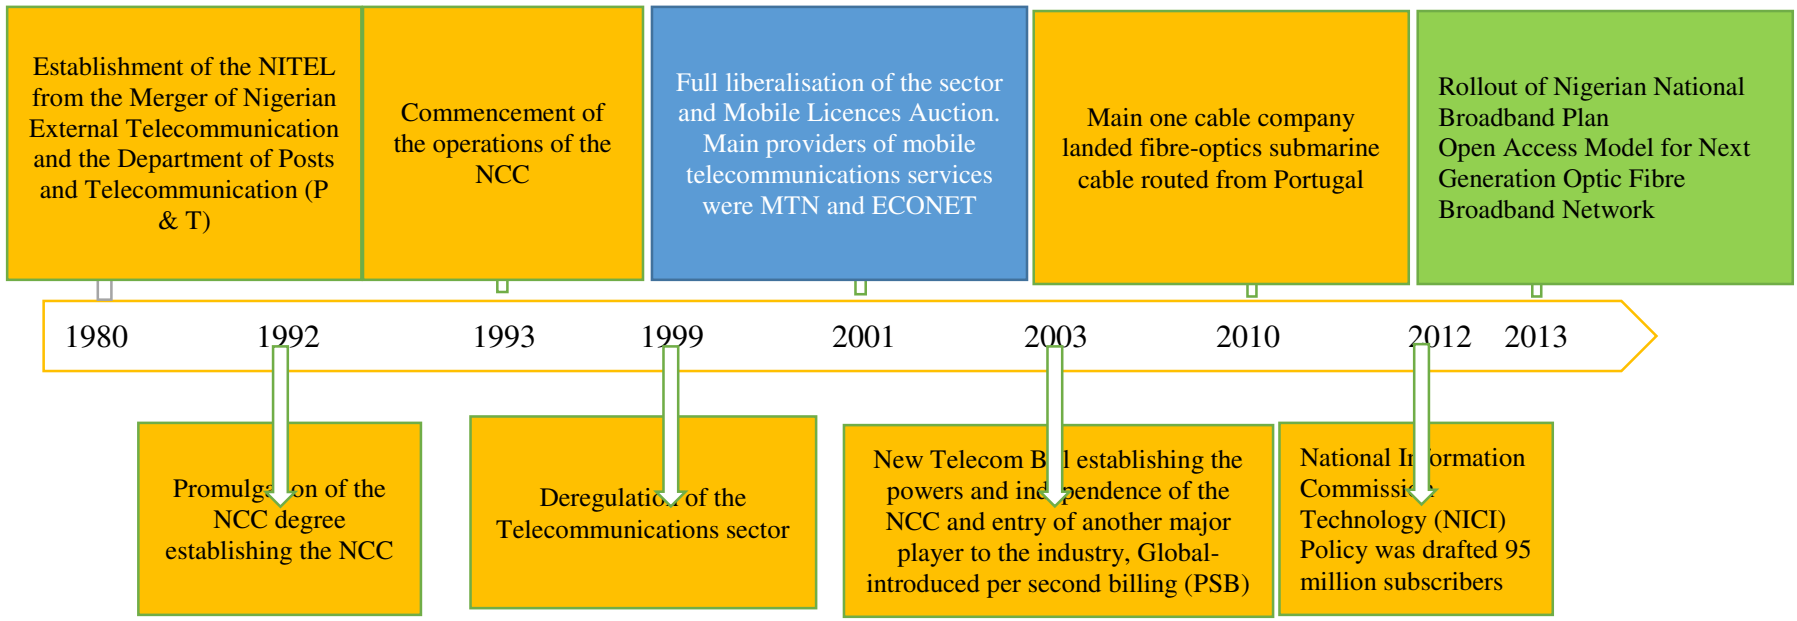 Establishment of the NITEL
from the Merger of Nigerian
External Telecommunication
and the Department of Posts
and Telecommunication (P
& T)
Commencement of
the operations of the
NCC
Full liberalisation of the sector
and Mobile Licences Auction.
Main providers of mobile
telecommunications services
were MTN and ECONET
Main one cable company
landed fibre-optics submarine
cable routed from Portugal
Rollout of Nigerian National
Broadband Plan
Open Access Model for Next
Generation Optic Fibre
Broadband Network
1980 1992 1993 1999 2001 2003 2010 2012 2013
Promulgation of the
NCC degree
establishing the NCC
Deregulation of the
Telecommunications sector
New Telecom Bill establishing the
powers and independence of the
NCC and entry of another major
player to the industry, Global-
introduced per second billing (PSB)
National Information
Commission
Technology (NICI)
Policy was drafted 95
million subscribers